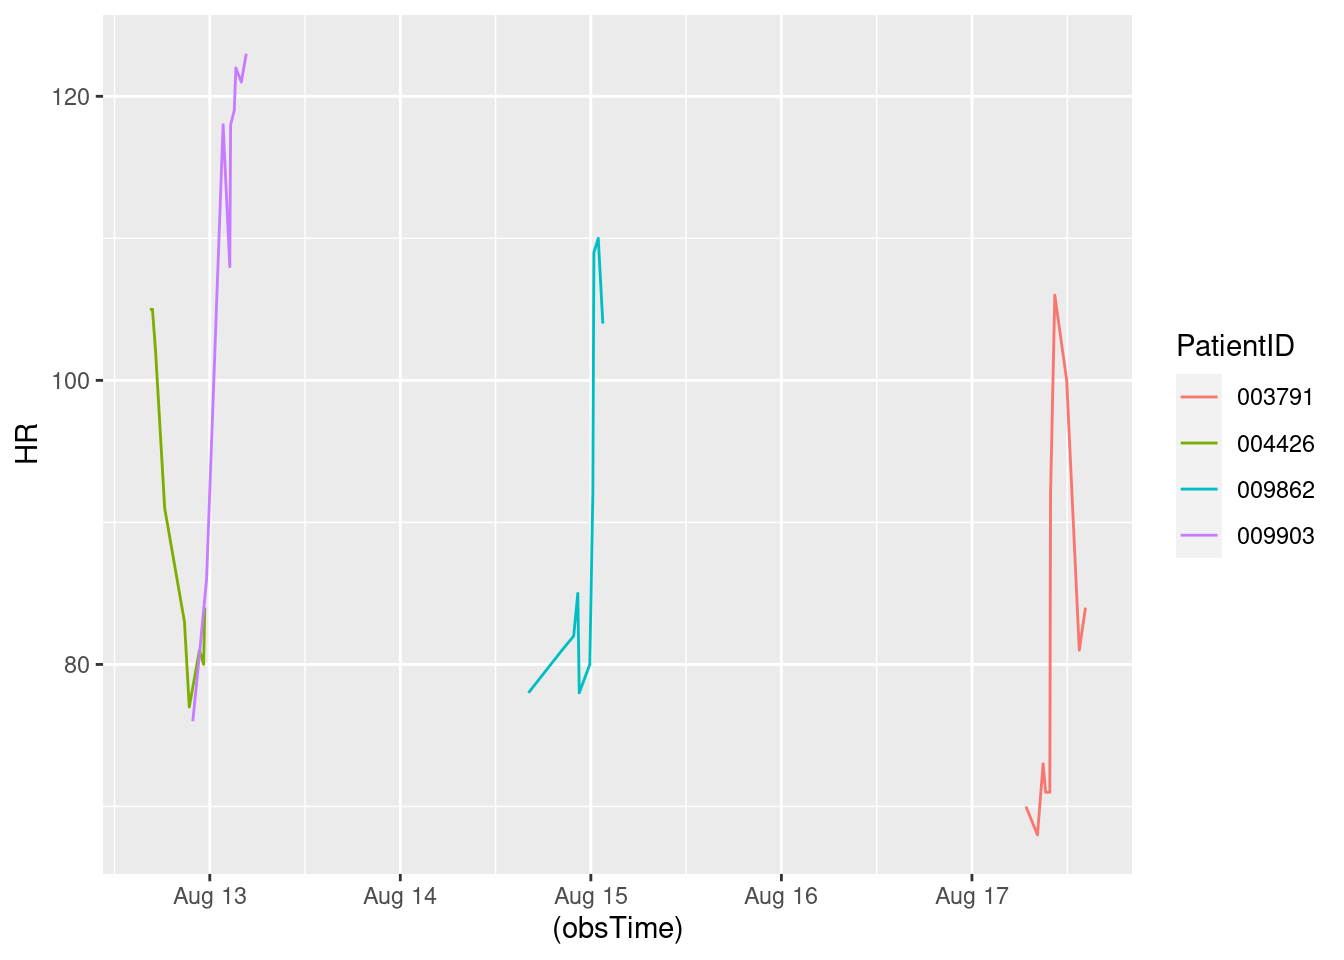 120
100
80
HR
Aug 13
Aug 14
Aug 15
Aug 16
Aug 17
(obsTime)
PatientID
003791
004426
009862
009903